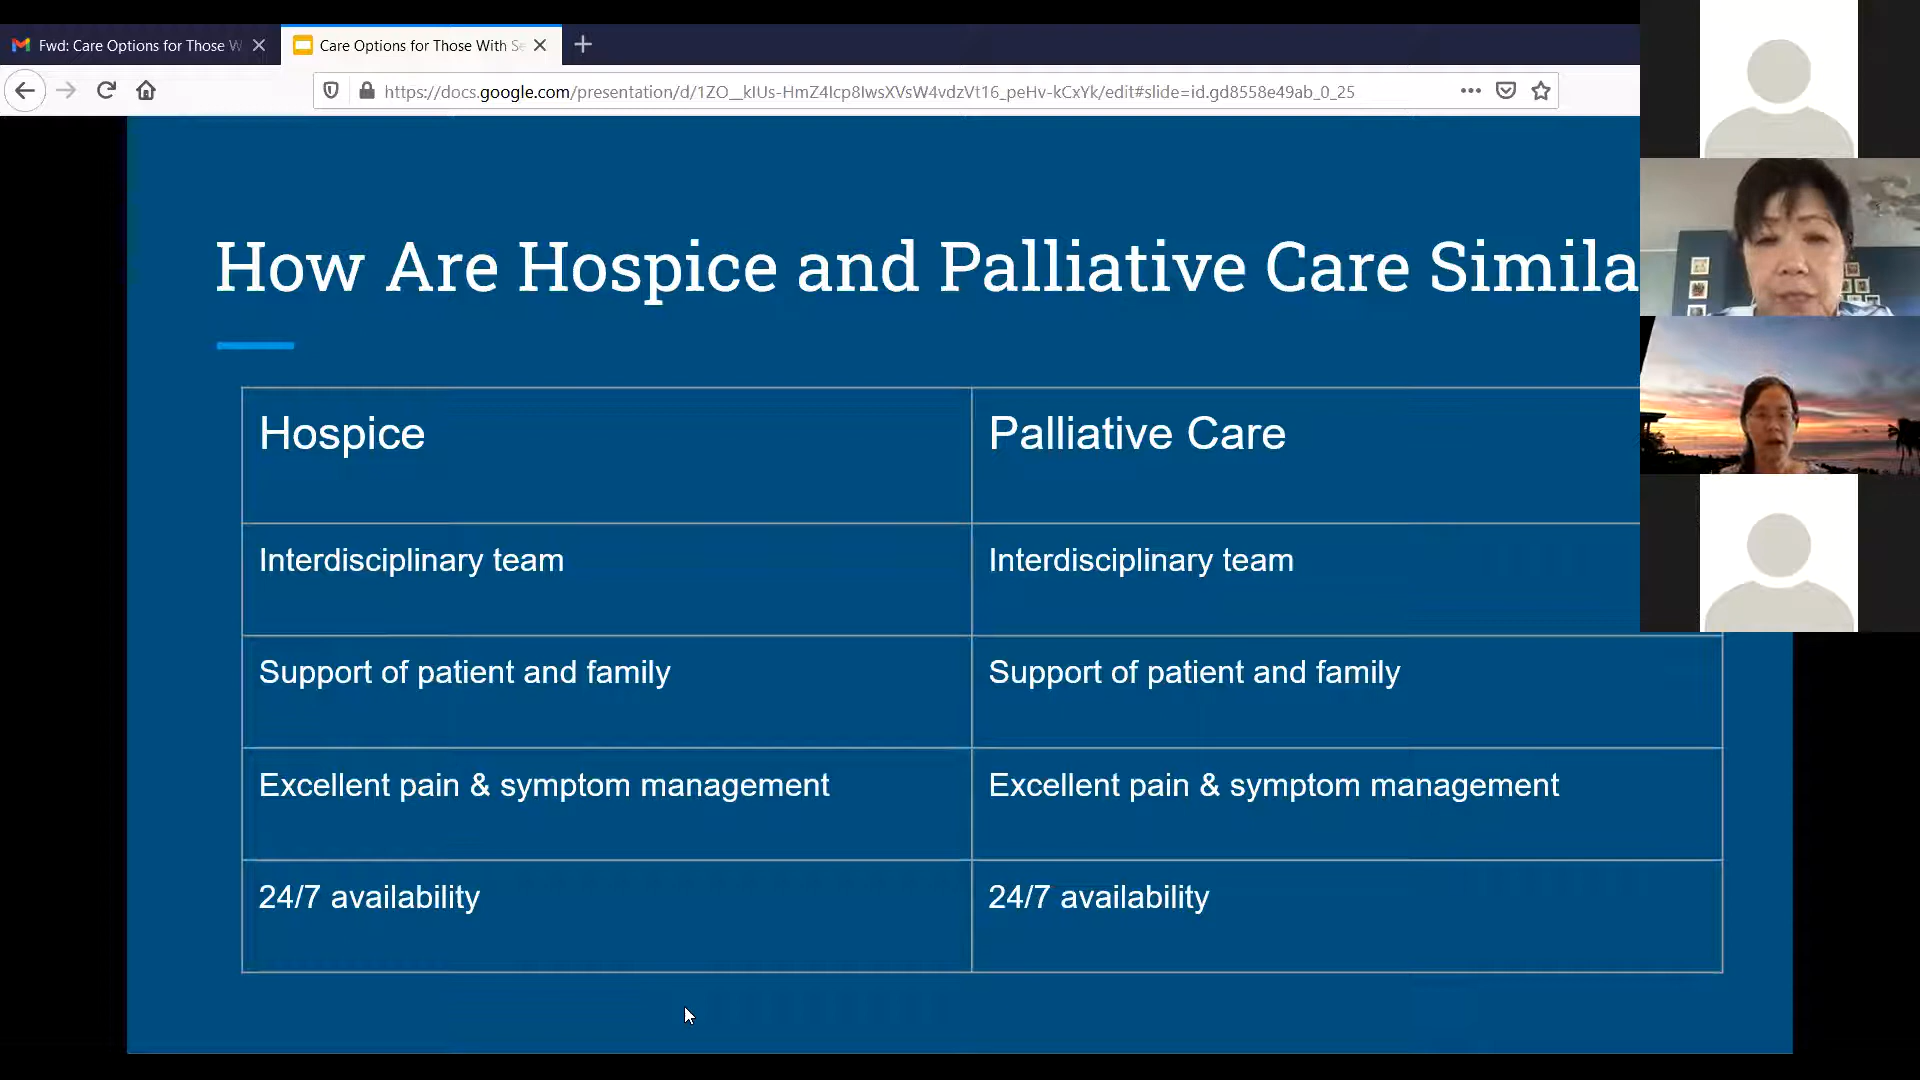 Fwd: Care Options for Those W
Care Options for Those With Se
https://docs.google.com/presentation/d/1ZO__kIUs-HmZ4Icp8IwsXVsW4vdzVt16_peHv-kCxYk/edit#slide=id.gd8558e49ab_0_25
How Are Hospice and Palliative Care Simila
Hospice
Palliative Care
Interdisciplinary team
Interdisciplinary team
Support of patient and family
Support of patient and family
Excellent pain & symptom management
Excellent pain & symptom management
24/7 availability
24/7 availability